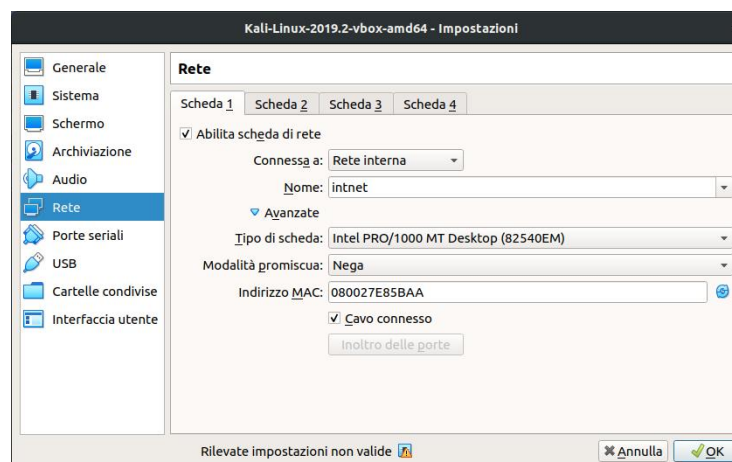 Kali-Linux-2019.2-vbox-amd64 - Impostazioni
Generale
Sistema
Schermo
Archiviazione
Audio
Rete
Porte seriali
USB
Cartelle condivise
Interfaccia utente
Rete
Scheda 1 Scheda 2 Scheda 3 Scheda 4
Abilita scheda di rete
Connessa a: Rete interna
Nome: intnet
Avanzate
Tipo di scheda: Intel PRO/1000 MT Desktop (82540EM)
Modalità promiscua: Nega
Indirizzo MAC: 080027E85BAA
Cavo connesso
Inoltro delle porte
Rilevate impostazioni non valide
Annulla OK